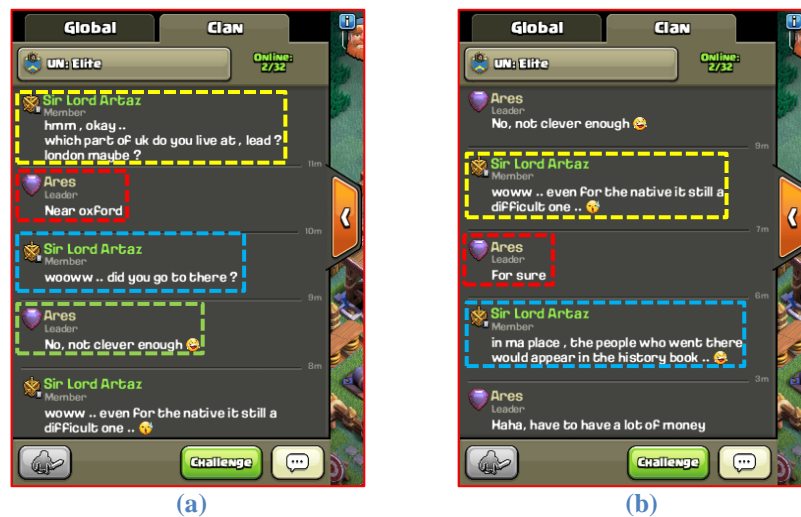 Global Clan
UN: Elite
Online:
2/32
Sir Lord Artaz
Member
hmm , okay ..
which part of uk do you live at , lead ?
london maybe ?
11m
Ares
Leader
Near oxford
10m
Sir Lord Artaz
Member
wooww .. did you go to there ?
9m
Ares
Leader
No, not clever enough 😂
8m
Sir Lord Artaz
Member
woww .. even for the native it still a
difficult one .. 😴
Challenge
(a)
Global Clan
UN: Elite
Online:
2/32
Ares
Leader
No, not clever enough 😂
9m
Sir Lord Artaz
Member
woww .. even for the native it still a
difficult one .. 😴
7m
Ares
Leader
For sure
6m
Sir Lord Artaz
Member
in ma place , the people who went there
would appear in the history book .. 😂
3m
Ares
Leader
Haha, have to have a lot of money
Challenge
(b)